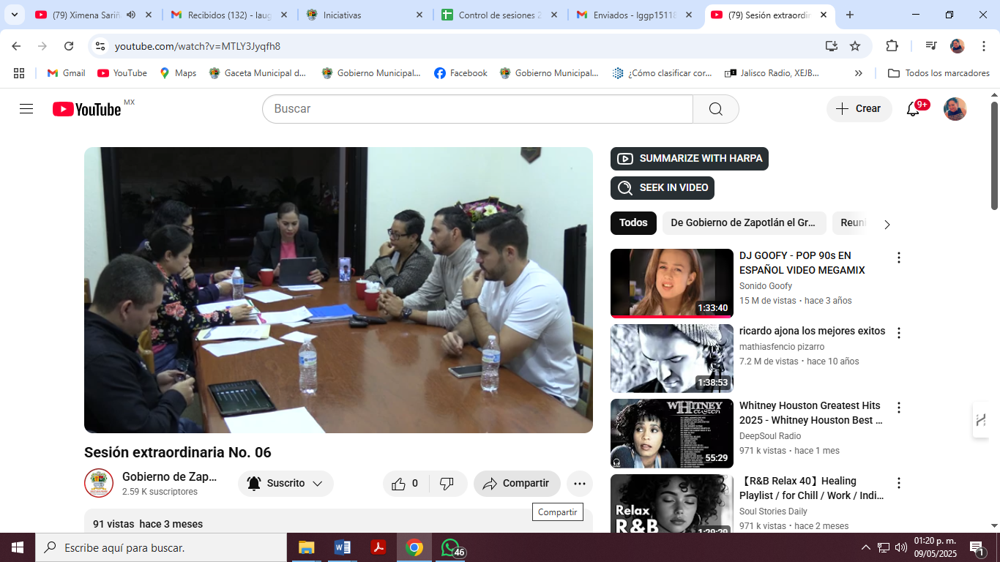 (79) Ximena Sariñ
Recibidos (132) - laug
Iniciativas
Control de sesiones 2
Enviados - lggp15118
(79) Sesión extraordin
youtube.com/watch?v=MTLY3Jyqfh8
Gmail
YouTube
Maps
Gaceta Municipal d...
Gobierno Municipal...
Facebook
Gobierno Municipal...
¿Cómo clasificar cor...
Jalisco Radio, XEJB...
»
Todos los marcadores
YouTube MX
Buscar
Crear
9+
SUMMARIZE WITH HARPA
SEEK IN VIDEO
Todos
De Gobierno de Zapotlán el Gr...
Reuni
DJ GOOFY - POP 90s EN
ESPAÑOL VIDEO MEGAMIX
Sonido Goofy
15 M de vistas • hace 3 años
1:33:40
ricardo ajona los mejores exitos
mathiasfencio pizarro
7.2 M de vistas • hace 10 años
1:38:53
WHITNEY
Houston
55:29
Whitney Houston Greatest Hits
2025 - Whitney Houston Best ...
DeepSoul Radio
971 k vistas • hace 1 mes
Relax
R&B
1:29:29
【R&B Relax 40】Healing
Playlist / for Chill / Work / Indi...
Soul Stories Daily
971 k vistas • hace 2 meses
Sesión extraordinaria No. 06
Gobierno de Zap...
2.59 K suscriptores
Suscrito
0
Compartir
Compartir
91 vistas hace 3 meses
Escribe aquí para buscar.
46
01:20 p. m.
09/05/2025
1